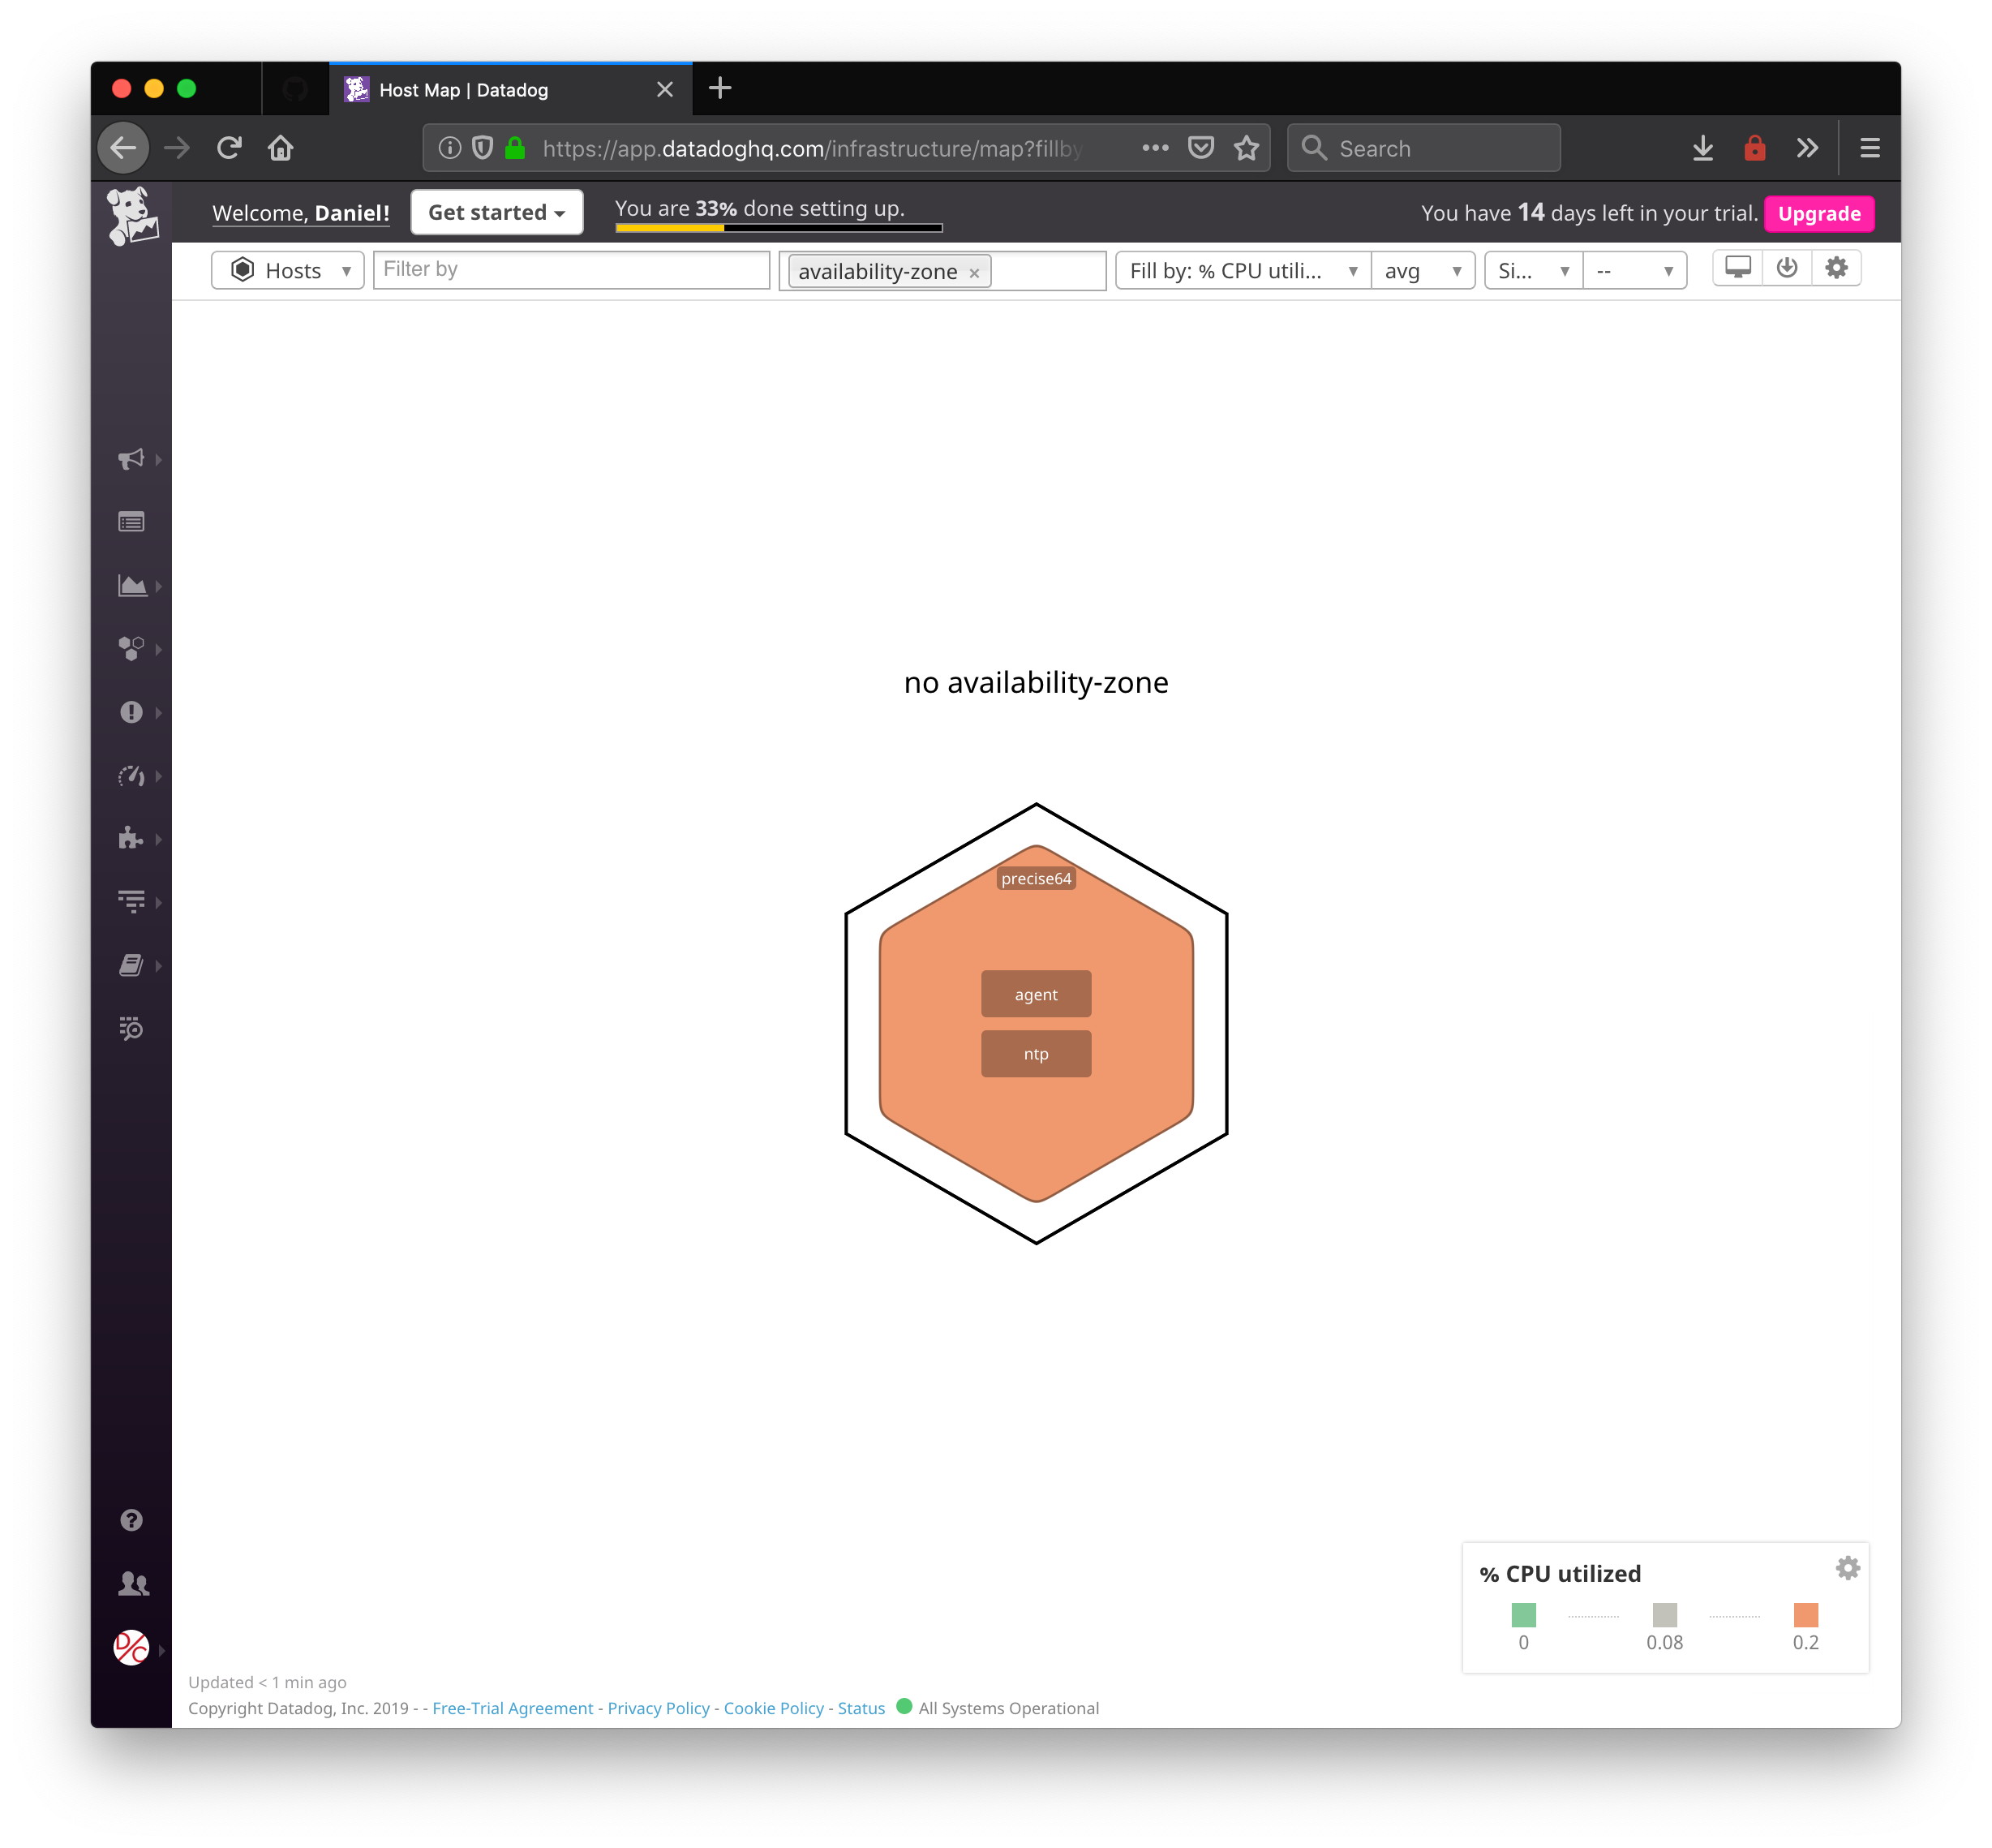 Host Map | Datadog
https://app.datadoghq.com/infrastructure/map?fillby
Search
Welcome, Daniel!
Get started
You are 33% done setting up.
You have 14 days left in your trial.
Upgrade
Hosts
Filter by
availability-zone ×
Fill by: % CPU utili...
avg
Si...
--
no availability-zone
precise64
agent
ntp
% CPU utilized
0
0.08
0.2
D/C
Updated < 1 min ago
Copyright Datadog, Inc. 2019 - - Free-Trial Agreement - Privacy Policy - Cookie Policy - Status All Systems Operational